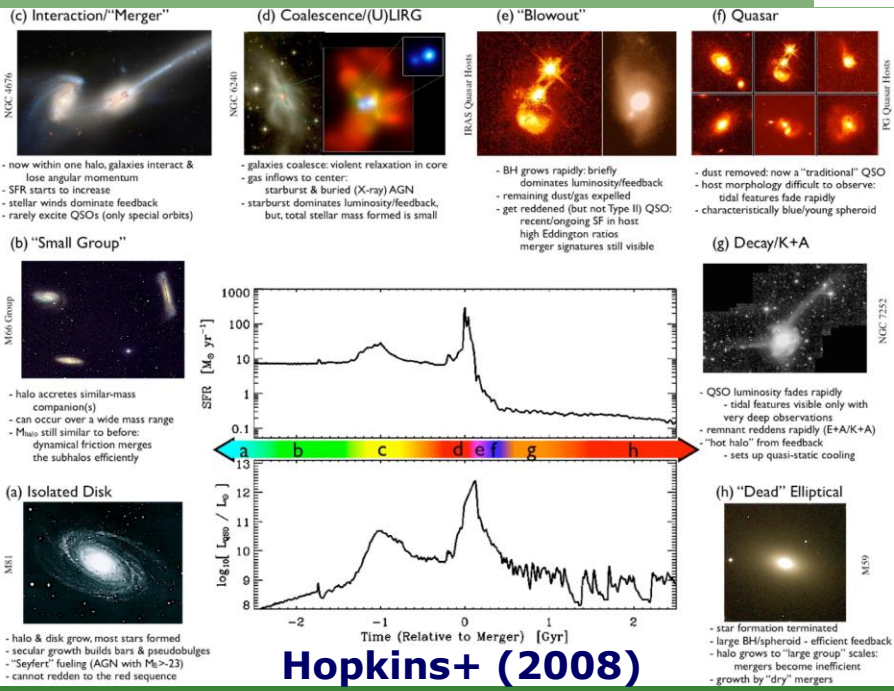 (c) Interaction/"Merger"
NGC 4676
- now within one halo, galaxies interact &
lose angular momentum
- SFR starts to increase
- stellar winds dominate feedback
- rarely excite QSOs (only special orbits)
(d) Coalescence/(U)LIRG
NGC 6240
- galaxies coalesce: violent relaxation in core
- gas inflows to center:
starburst & buried (X-ray) AGN
- starburst dominates luminosity/feedback,
but, total stellar mass formed is small
(e) "Blowout"
IRAS Quasar Hosts
- BH grows rapidly: briefly
dominates luminosity/feedback
- remaining dust/gas expelled
- get reddened (but not Type II) QSO:
recent/ongoing SF in host
high Eddington ratios
merger signatures still visible
(f) Quasar
PG Quasar Hosts
- dust removed: now a "traditional" QSO
- host morphology difficult to observe:
tidal features fade rapidly
- characteristically blue/young spheroid
(b) "Small Group"
M66 Group
- halo accretes similar-mass
companion(s)
- can occur over a wide mass range
- Mhalo still similar to before:
dynamical friction merges
the subhalos efficiently
(a) Isolated Disk
M81
- halo & disk grow, most stars formed
- secular growth builds bars & pseudobulges
- "Seyfert" fueling (AGN with MB>-23)
- cannot redden to the red sequence
1000
100
10
1
0.1
SFR [M⊙ yr⁻¹]
a b c d e f g h
13
12
11
10
9
8
log₁₀[ LQSO / L⊙ ]
-2 -1 0 1 2
Time (Relative to Merger) [Gyr]
(g) Decay/K+A
NGC 7252
- QSO luminosity fades rapidly
- tidal features visible only with
very deep observations
- remnant reddens rapidly (E+A/K+A)
- "hot halo" from feedback
- sets up quasi-static cooling
(h) "Dead" Elliptical
M59
- star formation terminated
- large BH/spheroid - efficient feedback
- halo grows to "large group" scales:
mergers become inefficient
- growth by "dry" mergers
Hopkins+ (2008)